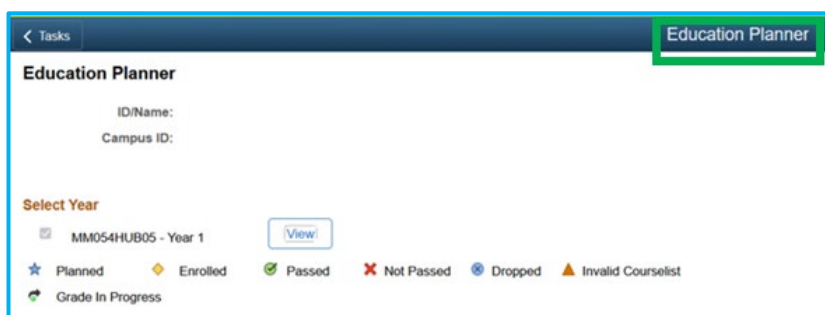 Tasks
Education Planner
Education Planner
ID/Name:
Campus ID:
Select Year
MM054HUB05 - Year 1 View
Planned Enrolled Passed Not Passed Dropped Invalid Courselist
Grade In Progress